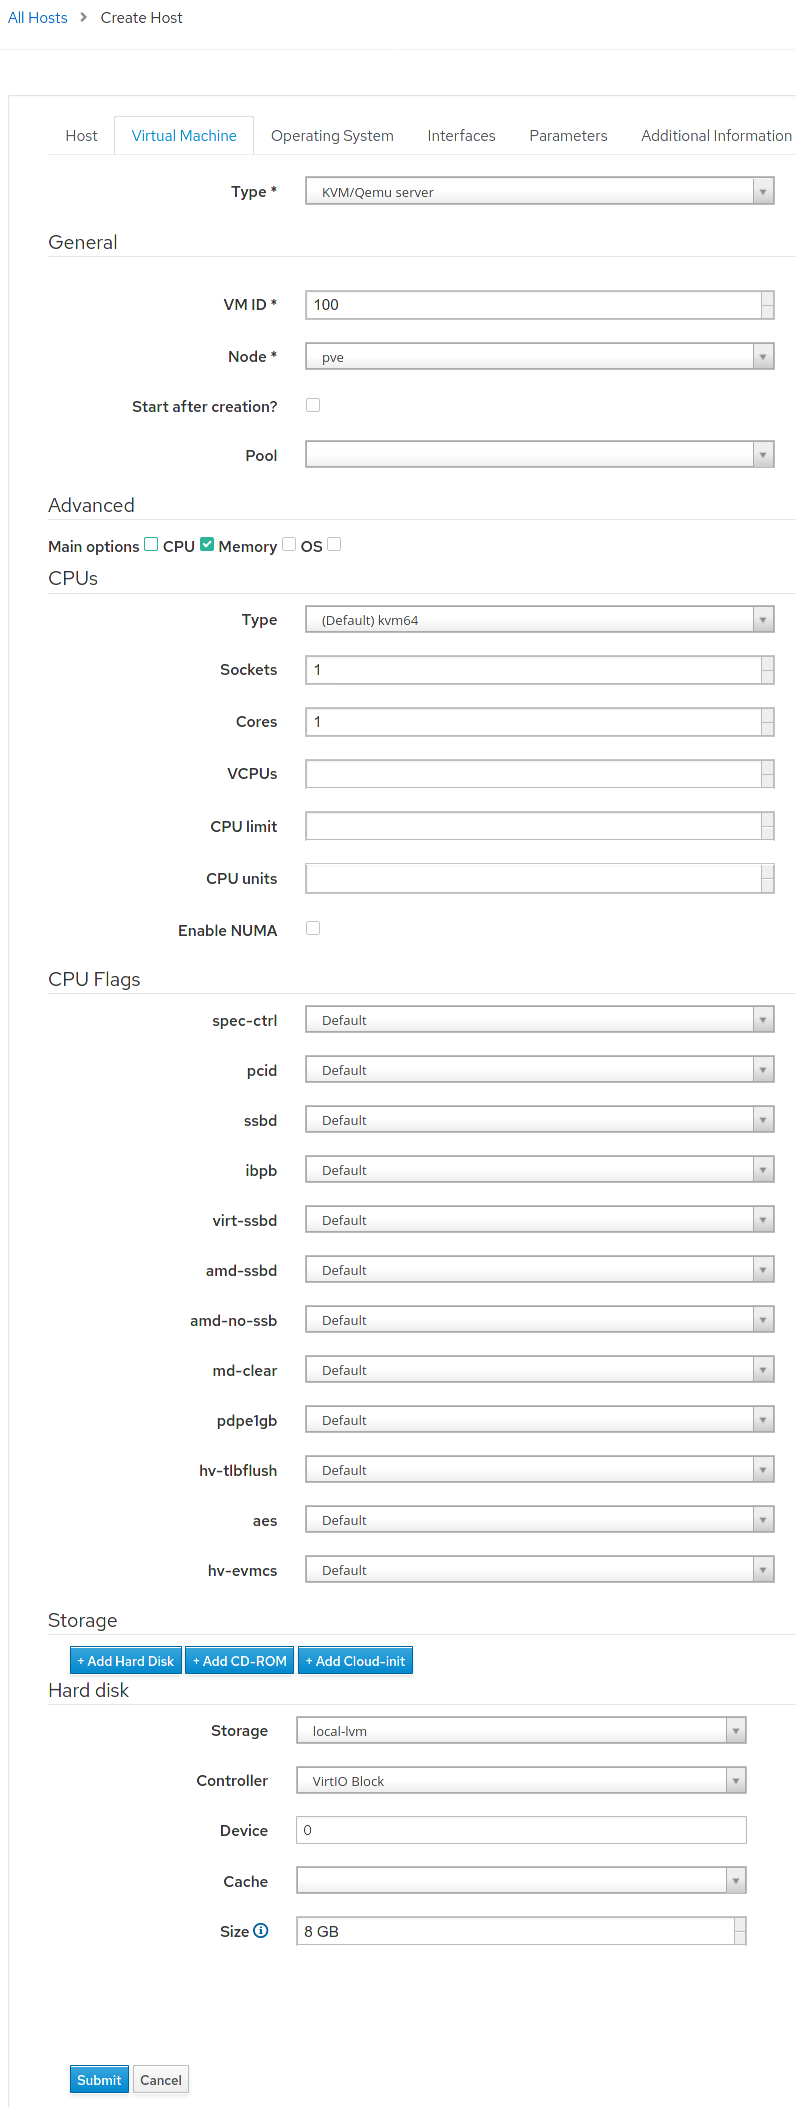 All Hosts > Create Host
Host Virtual Machine Operating System Interfaces Parameters Additional Information
Type * KVM/Qemu server
General
VM ID * 100
Node * pve
Start after creation?
Pool
Advanced
Main options CPU Memory OS
CPUs
Type (Default) kvm64
Sockets 1
Cores 1
VCPUs
CPU limit
CPU units
Enable NUMA
CPU Flags
spec-ctrl Default
pcid Default
ssbd Default
ibpb Default
virt-ssbd Default
amd-ssbd Default
amd-no-ssb Default
md-clear Default
pdpe1gb Default
hv-tlbflush Default
aes Default
hv-evmcs Default
Storage
+ Add Hard Disk + Add CD-ROM + Add Cloud-init
Hard disk
Storage local-lvm
Controller VirtIO Block
Device 0
Cache
Size 8 GB
Submit Cancel